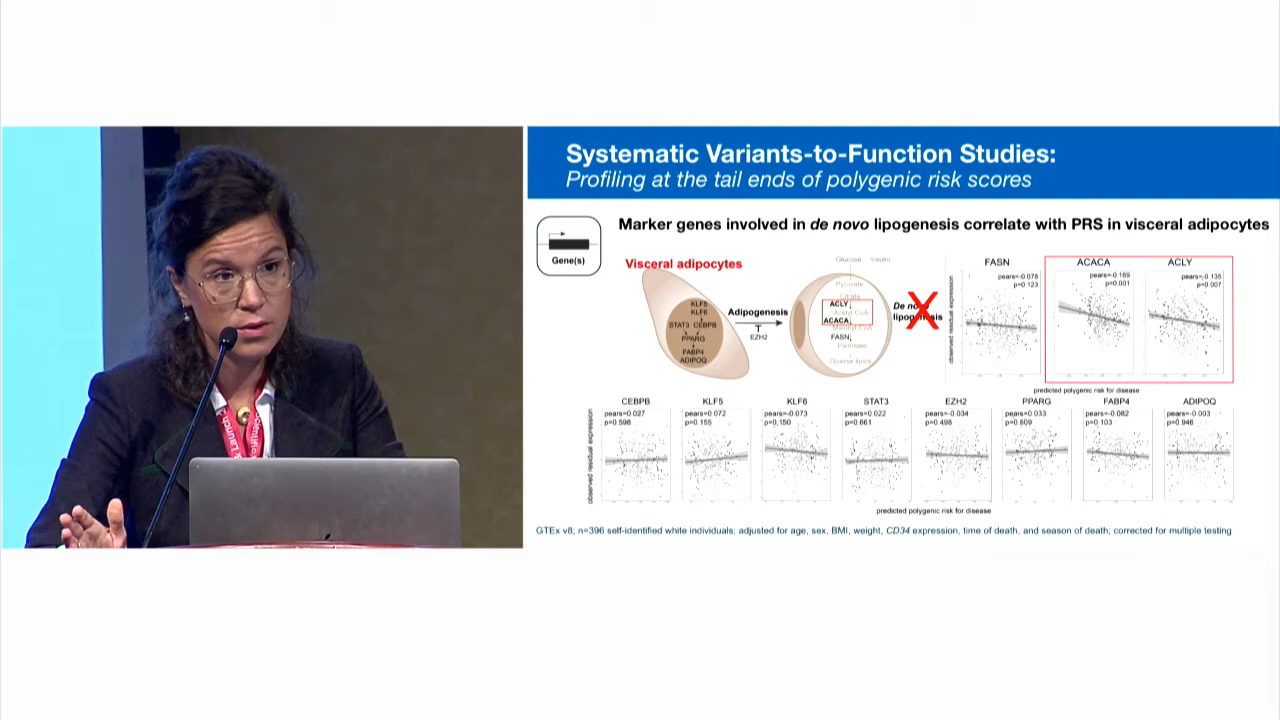 Systematic Variants-to-Function Studies:
Profiling at the tail ends of polygenic risk scores
Marker genes involved in de novo lipogenesis correlate with PRS in visceral adipocytes
Gene(s)
Visceral adipocytes
KLF5
KLF6
STAT3 CEBPB
PPARG
FABP4
ADIPOQ
Adipogenesis
EZH2
Glucose Insulin
Pyruvate
Citrate
ACLY
Acetyl CoA
ACACA
Malonyl CoA
FASN
Palmitate
Diverse lipids
De novo
lipogenesis
observed residual expression
FASN
pears=-0.078
p=0.123
ACACA
pears=-0.169
p=0.001
ACLY
pears=-0.135
p=0.007
predicted polygenic risk for disease
observed residual expression
CEBPB
pears=0.027
p=0.598
KLF5
pears=0.072
p=0.155
KLF6
pears=-0.073
p=0.150
STAT3
pears=0.022
p=0.661
EZH2
pears=-0.034
p=0.498
PPARG
pears=0.033
p=0.609
FABP4
pears=-0.082
p=0.103
ADIPOQ
pears=-0.003
p=0.946
predicted polygenic risk for disease
GTEx v8; n=396 self-identified white individuals; adjusted for age, sex, BMI, weight, CD34 expression, time of death, and season of death; corrected for multiple testing
Launch